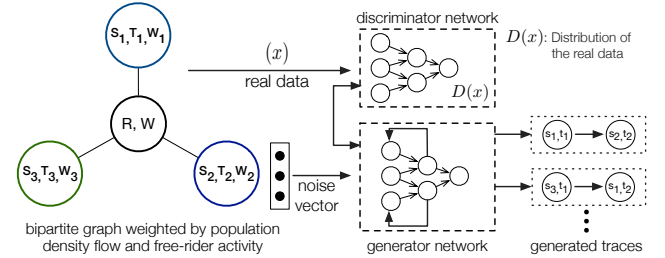 discriminator network
S1,T1,W1
(x)
real data
D(x): Distribution of
the real data
D(x)
R, W
S3,T3,W3
S2,T2,W2
noise
vector
s1,t1
s2,t2
s3,t1
s1,t2
bipartite graph weighted by population
density flow and free-rider activity
generator network
generated traces